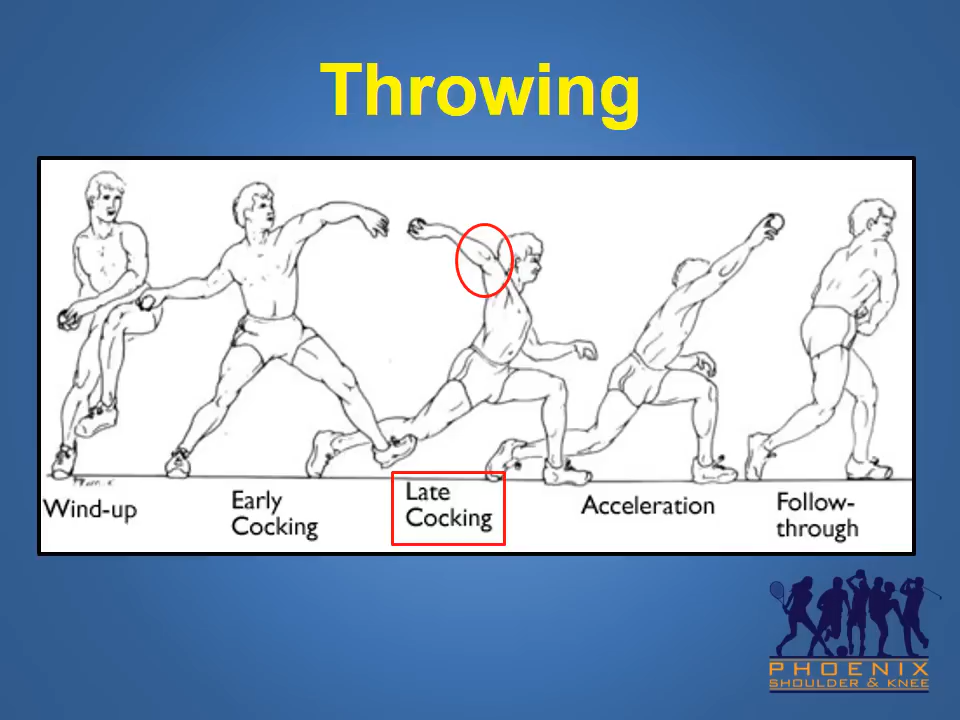 Throwing
Wind-up
Early
Cocking
Late
Cocking
Acceleration
Follow-
through
PHOENIX
SHOULDER & KNEE